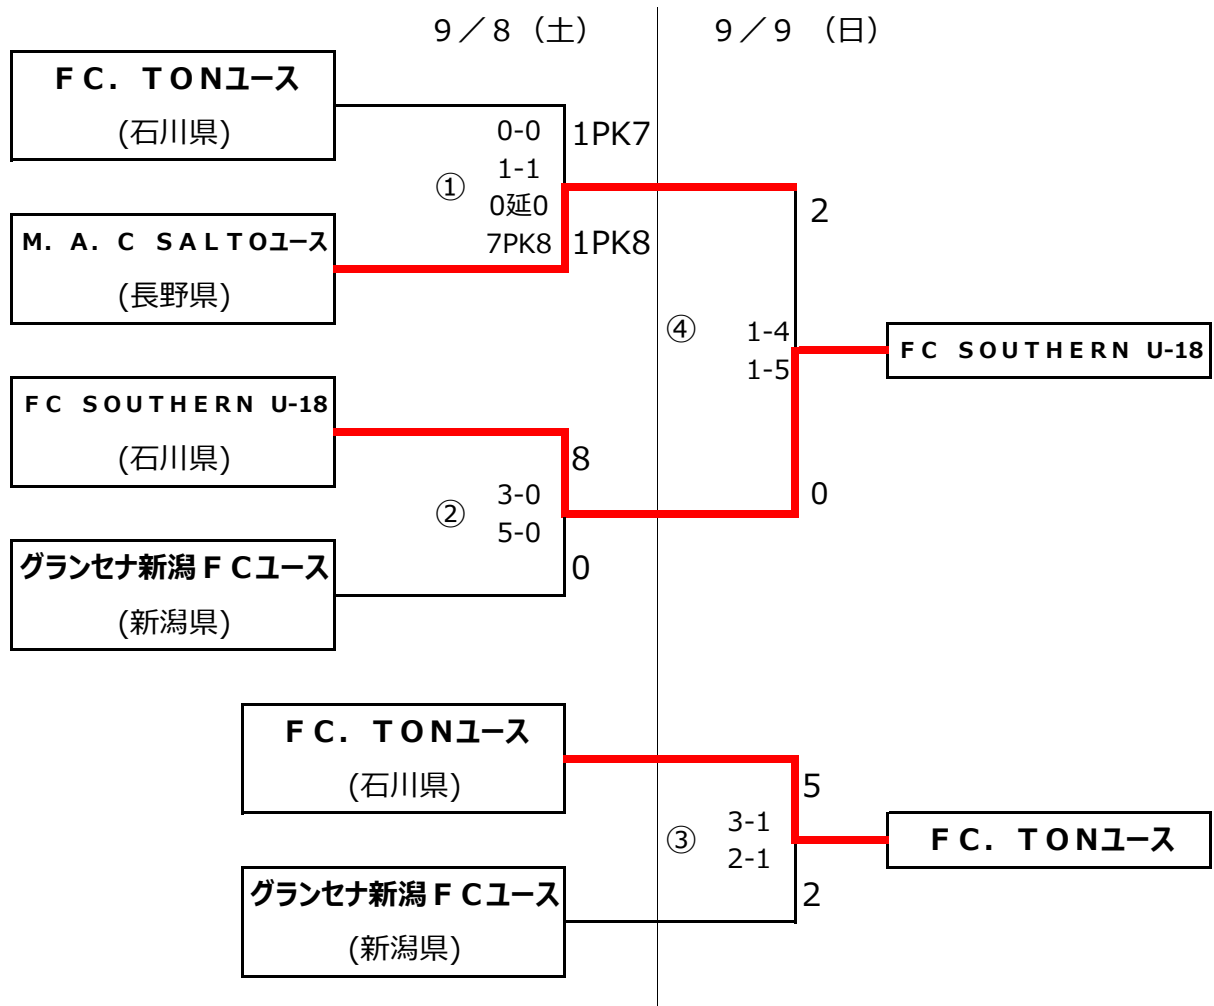 ９／８（土）
９／９　（日）
ＦＣ．ＴＯＮユース
(石川県)
0-0
1-1
0延0
7PK8
1PK7
①
1PK8
Ｍ．Ａ．Ｃ　ＳＡＬＴＯユース
(長野県)
2
④
1-4
1-5
ＦＣ　ＳＯＵＴＨＥＲＮ　U-18
ＦＣ　ＳＯＵＴＨＥＲＮ　U-18
(石川県)
8
②
3-0
5-0
0
0
グランセナ新潟ＦＣユース
(新潟県)
ＦＣ．ＴＯＮユース
(石川県)
5
③
3-1
2-1
2
ＦＣ．ＴＯＮユース
グランセナ新潟ＦＣユース
(新潟県)